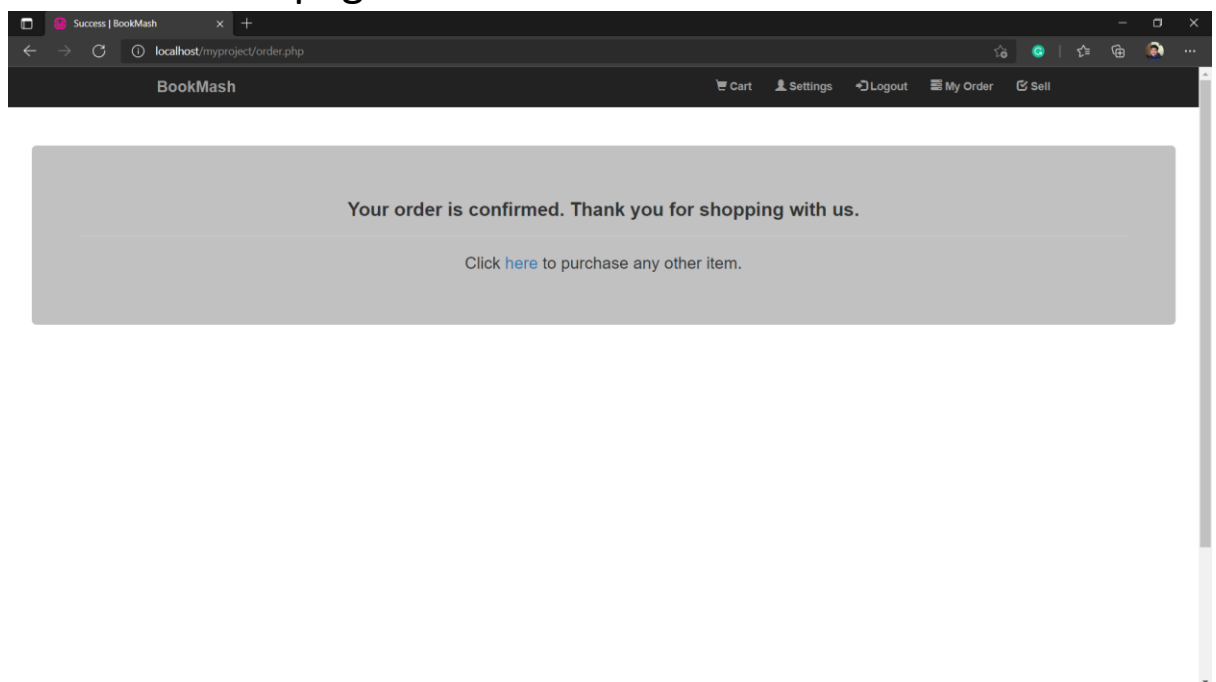 Success | BookMash
localhost/myproject/order.php
BookMash Cart Settings Logout My Order Sell
Your order is confirmed. Thank you for shopping with us.
Click here to purchase any other item.